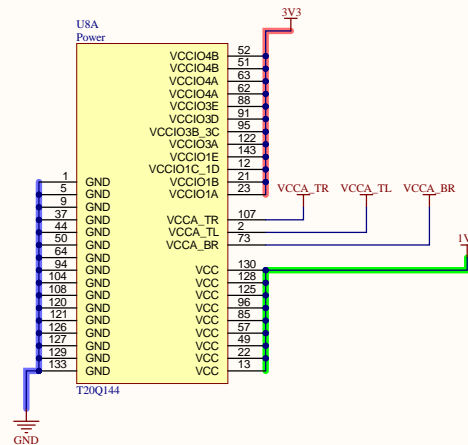 U8A
Power
3V3
VCCIO4B 52
VCCIO4B 51
VCCIO4A 63
VCCIO4A 62
VCCIO3E 88
VCCIO3D 91
VCCIO3B_3C 95
VCCIO3A 122
VCCIO1E 143
VCCIO1C_1D 12
VCCIO1B 21
VCCIO1A 23
VCCA_TR VCCA_TL VCCA_BR
1 GND
5 GND
9 GND
37 GND VCCA_TR 107
44 GND VCCA_TL 2
50 GND VCCA_BR 73
64 GND
94 GND VCC 130
104 GND VCC 128
108 GND VCC 125
120 GND VCC 96
121 GND VCC 85
126 GND VCC 57
127 GND VCC 49
129 GND VCC 22
133 GND VCC 13
T20Q144
GND